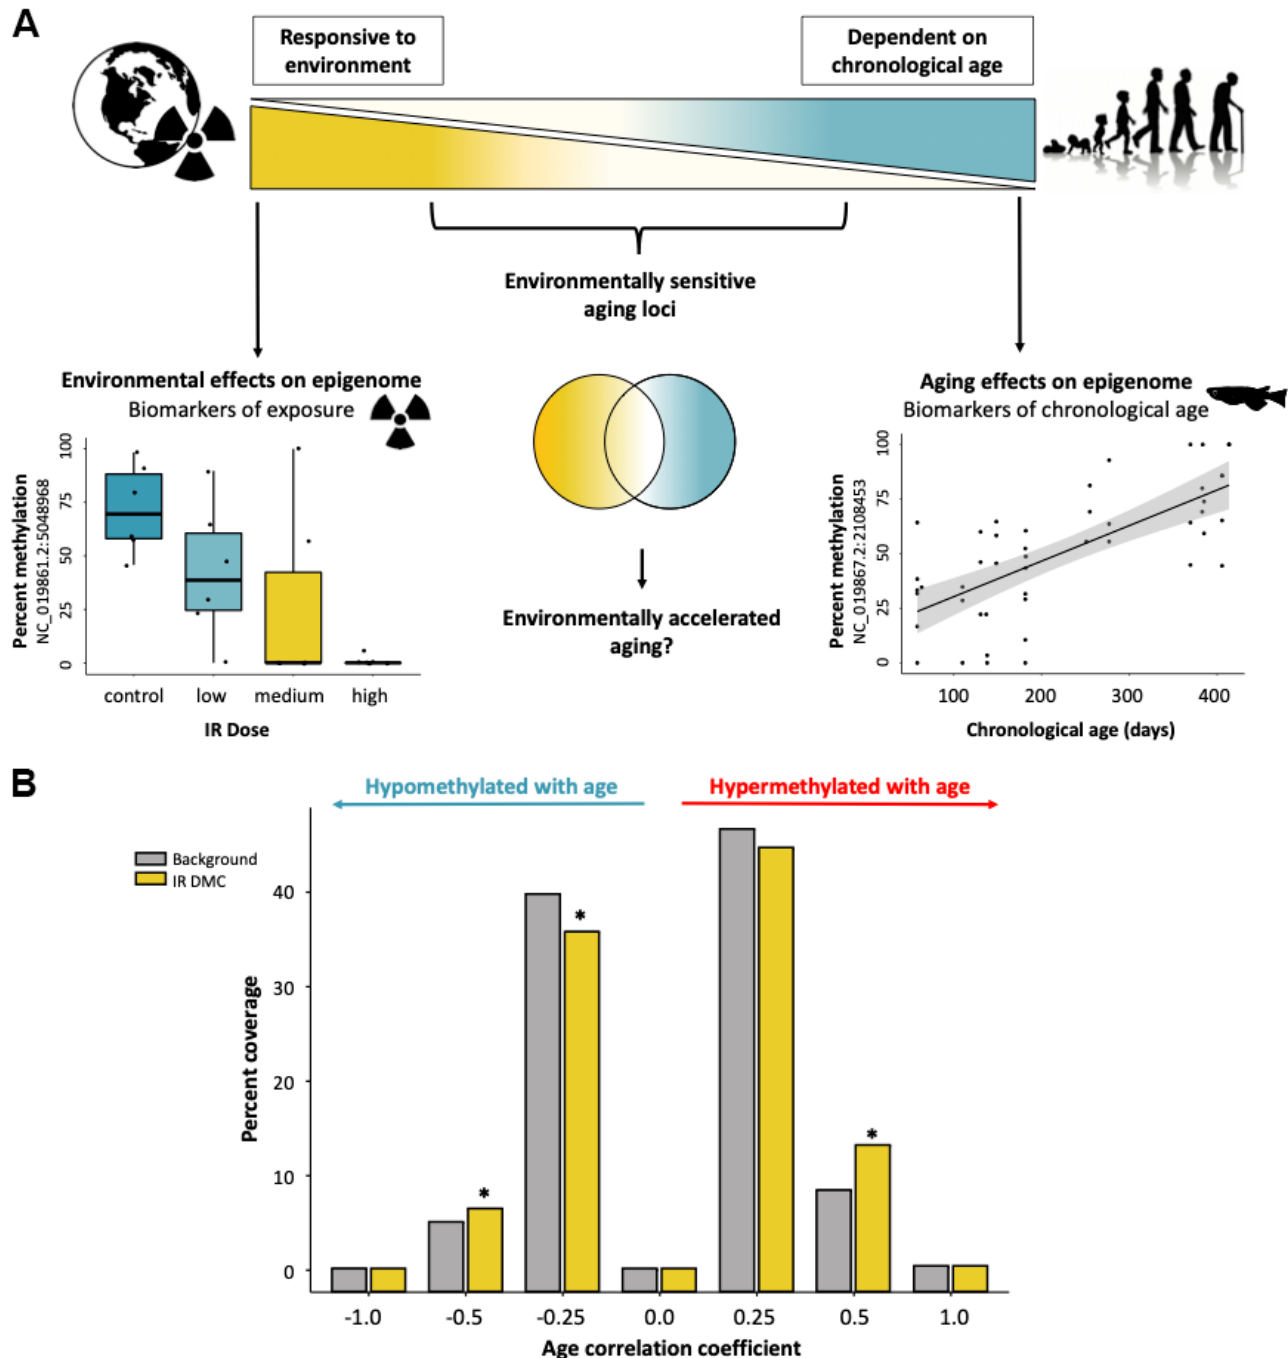 A
Responsive to
environment
Dependent on
chronological age
Environmentally sensitive
aging loci
Environmental effects on epigenome
Biomarkers of exposure
Percent methylation
NC_019861.2:5048968
100
75
50
25
0
control low medium high
IR Dose
Environmentally accelerated
aging?
Aging effects on epigenome
Biomarkers of chronological age
Percent methylation
NC_019867.2:2108453
100
75
50
25
0
100 200 300 400
Chronological age (days)
B
Hypomethylated with age
Hypermethylated with age
Background
IR DMC
Percent coverage
40
30
20
10
0
*
*
*
-1.0 -0.5 -0.25 0.0 0.25 0.5 1.0
Age correlation coefficient